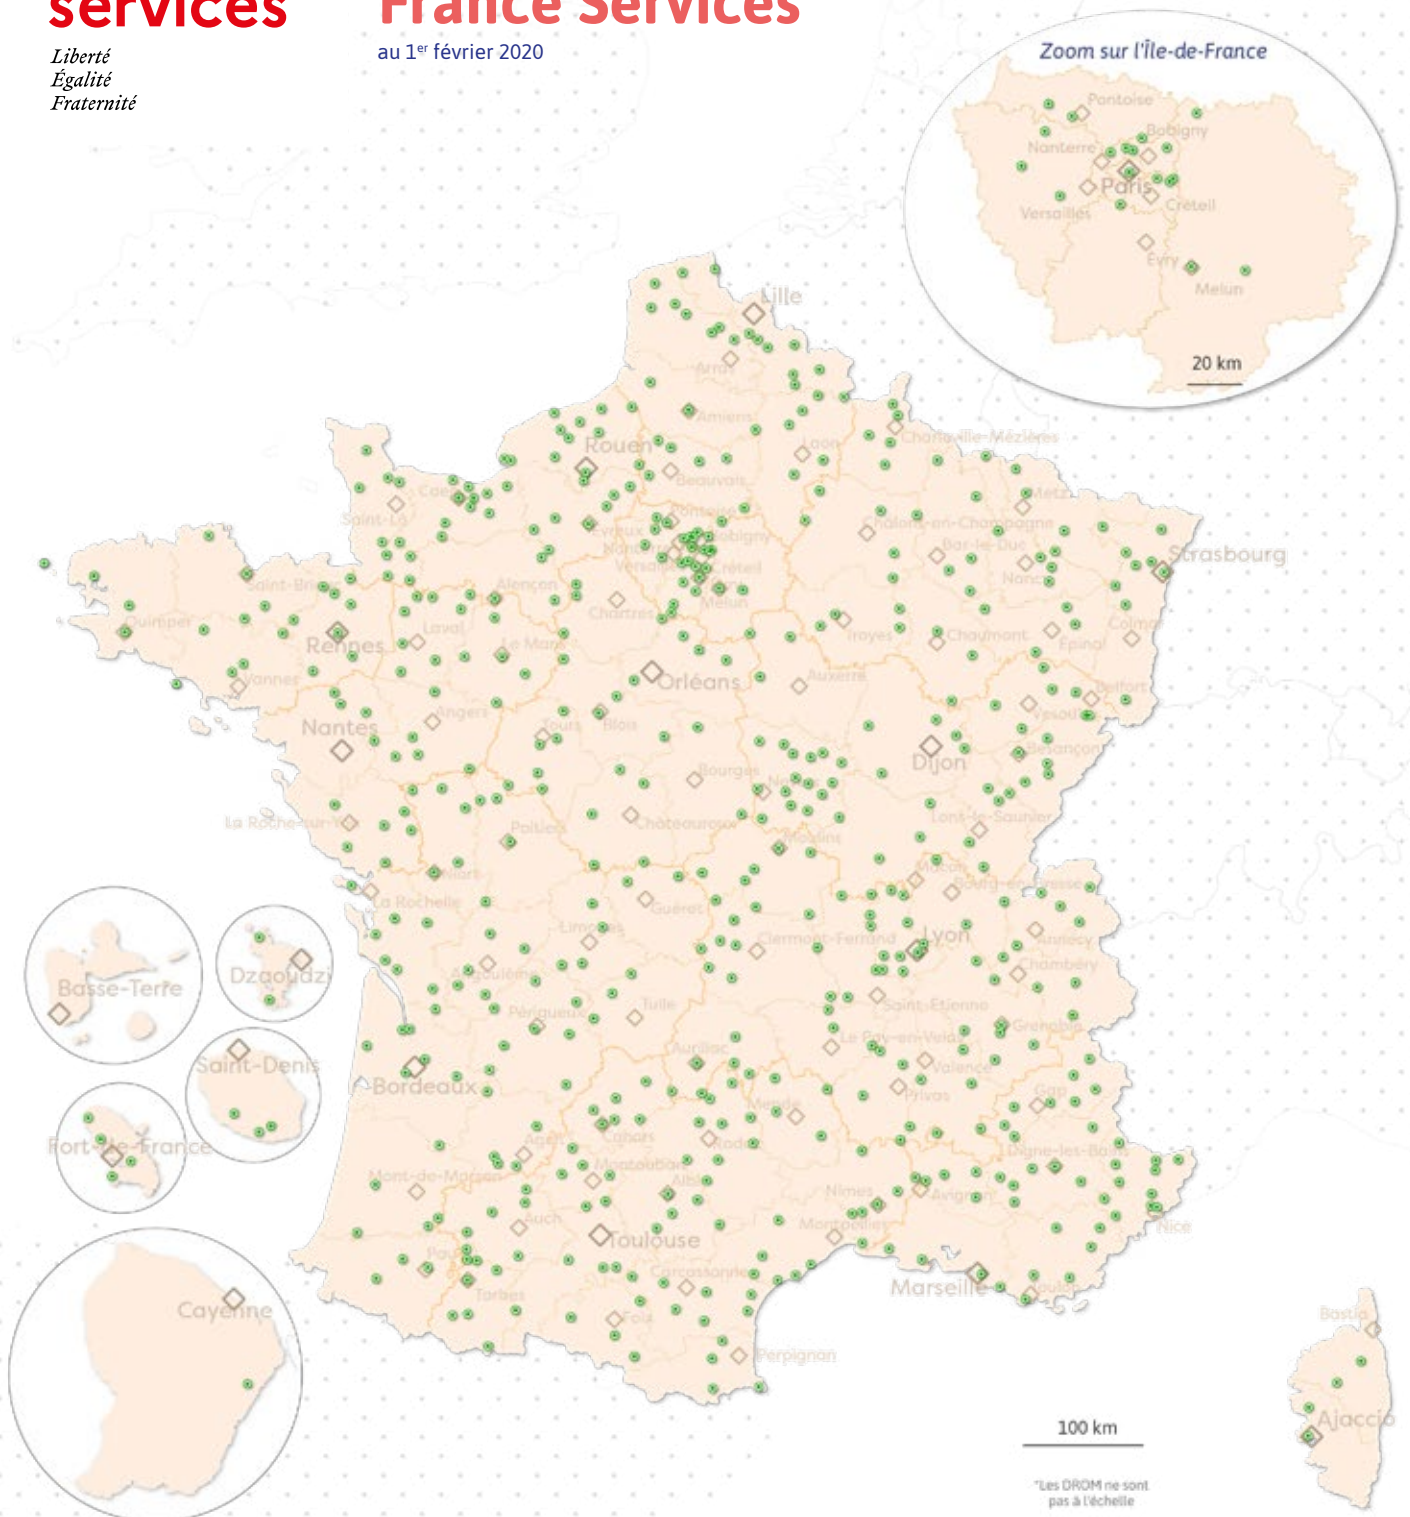 services
France Services
Liberté
Égalité
Fraternité
au 1er février 2020
Zoom sur l'Île-de-France
Pontoise
Bobigny
Nanterre
Paris
Créteil
Versailles
Évry
Melun
20 km
Lille
Arras
Amiens
Charleville-Mézières
Rouen
Laon
Beauvais
Caen
Metz
Saint-Lô
Pontoise
Châlons-en-Champagne
Évreux
Bobigny
Nanterre
Bar-le-Duc
Strasbourg
Versailles
Créteil
Nancy
Saint-Brieuc
Alençon
Melun
Chartres
Quimper
Colmar
Rennes
Laval
Troyes
Chaumont
Épinal
Le Mans
Vannes
Orléans
Auxerre
Belfort
Angers
Vesoul
Nantes
Tours
Blois
Besançon
Dijon
Bourges
Nevers
La Roche-sur-Yon
Châteauroux
Lons-le-Saunier
Poitiers
Moulins
Niort
Mâcon
Bourg-en-Bresse
La Rochelle
Guéret
Limoges
Clermont-Ferrand
Lyon
Annecy
Angoulême
Chambéry
Basse-Terre
Dzaoudzi
Saint-Etienne
Périgueux
Tulle
Grenoble
Le Puy-en-Velay
Aurillac
Saint-Denis
Valence
Bordeaux
Privas
Gap
Mende
Fort-de-France
Agen
Cahors
Rodez
Digne-les-Bains
Montauban
Mont-de-Marsan
Albi
Nîmes
Avignon
Auch
Montpellier
Nice
Toulouse
Pau
Carcassonne
Marseille
Toulon
Tarbes
Cayenne
Foix
Bastia
Perpignan
Ajaccio
100 km
*Les DROM ne sont
pas à l'échelle